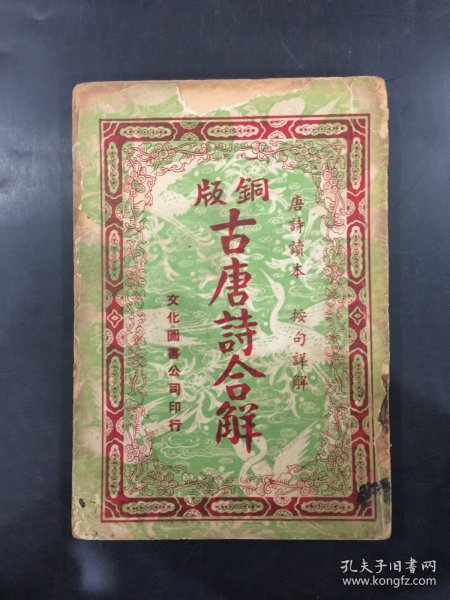 唐詩讀本 按句詳解
銅版
古唐詩合解
文化圖書公司印行
孔夫子旧书网
www.kongfz.com